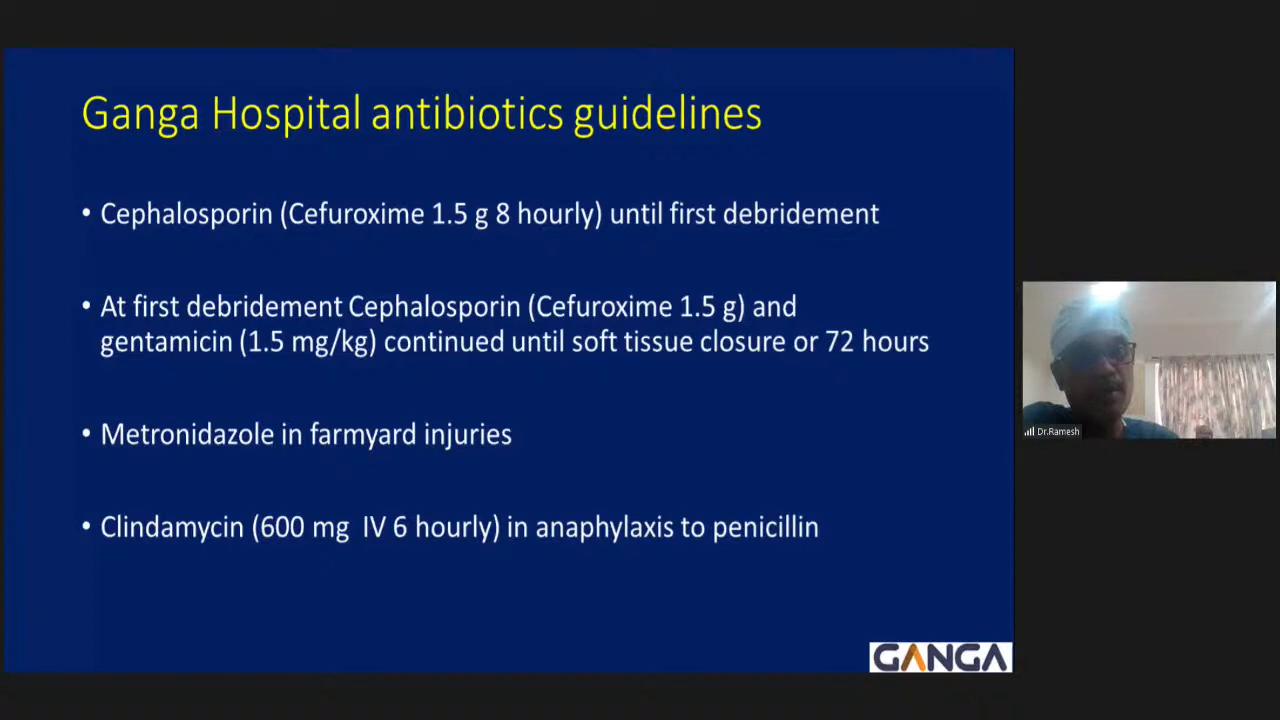 Ganga Hospital antibiotics guidelines
• Cephalosporin (Cefuroxime 1.5 g 8 hourly) until first debridement
• At first debridement Cephalosporin (Cefuroxime 1.5 g) and
gentamicin (1.5 mg/kg) continued until soft tissue closure or 72 hours
• Metronidazole in farmyard injuries
• Clindamycin (600 mg  IV 6 hourly) in anaphylaxis to penicillin
Dr.Ramesh
GANGA